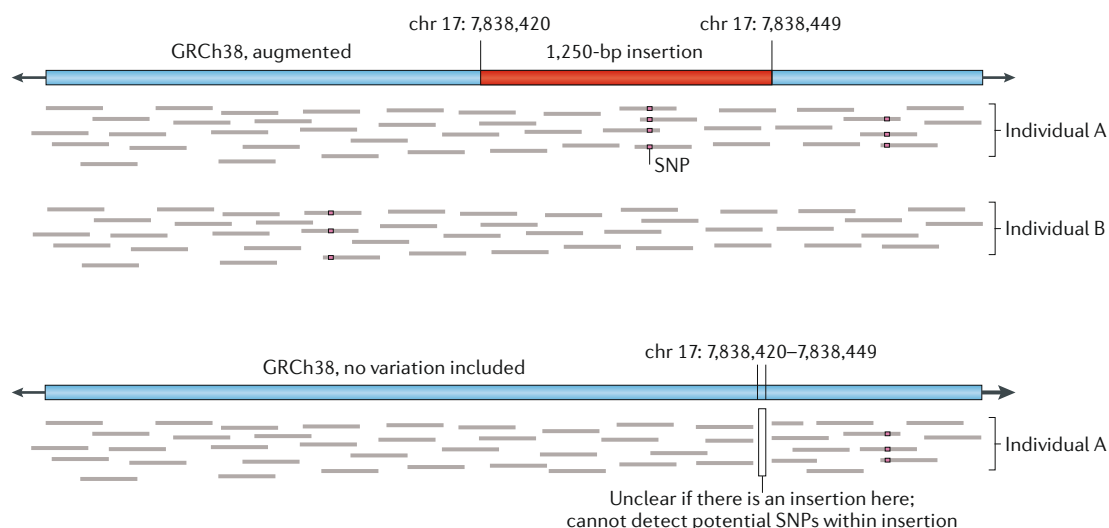 chr 17: 7,838,420
chr 17: 7,838,449
GRCh38, augmented
1,250-bp insertion
Individual A
SNP
Individual B
chr 17: 7,838,420–7,838,449
GRCh38, no variation included
Individual A
Unclear if there is an insertion here;
cannot detect potential SNPs within insertion